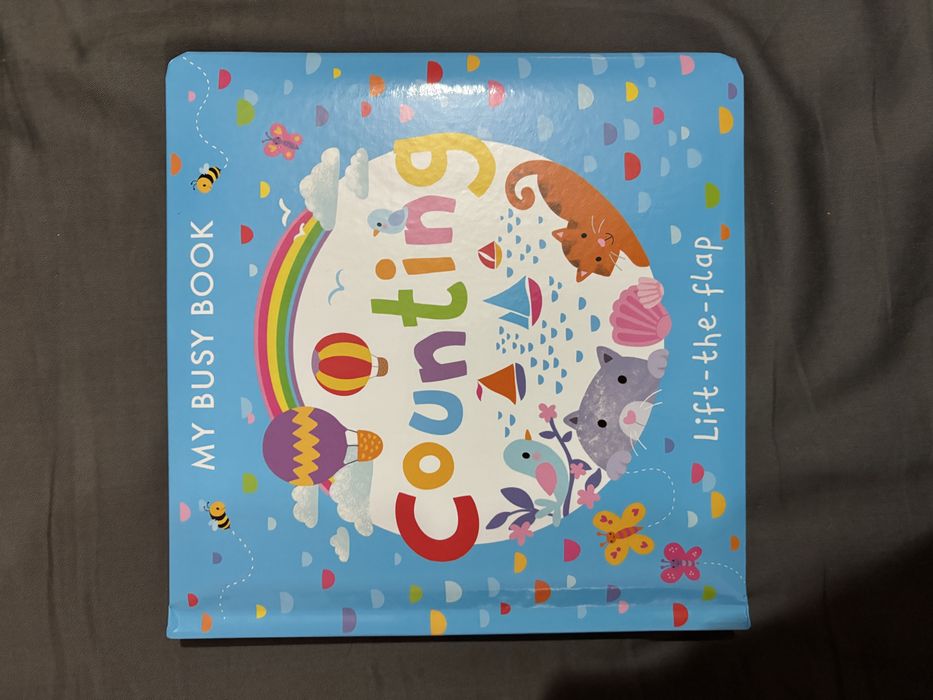 MY BUSY BOOK
Counting
Lift-the-flap